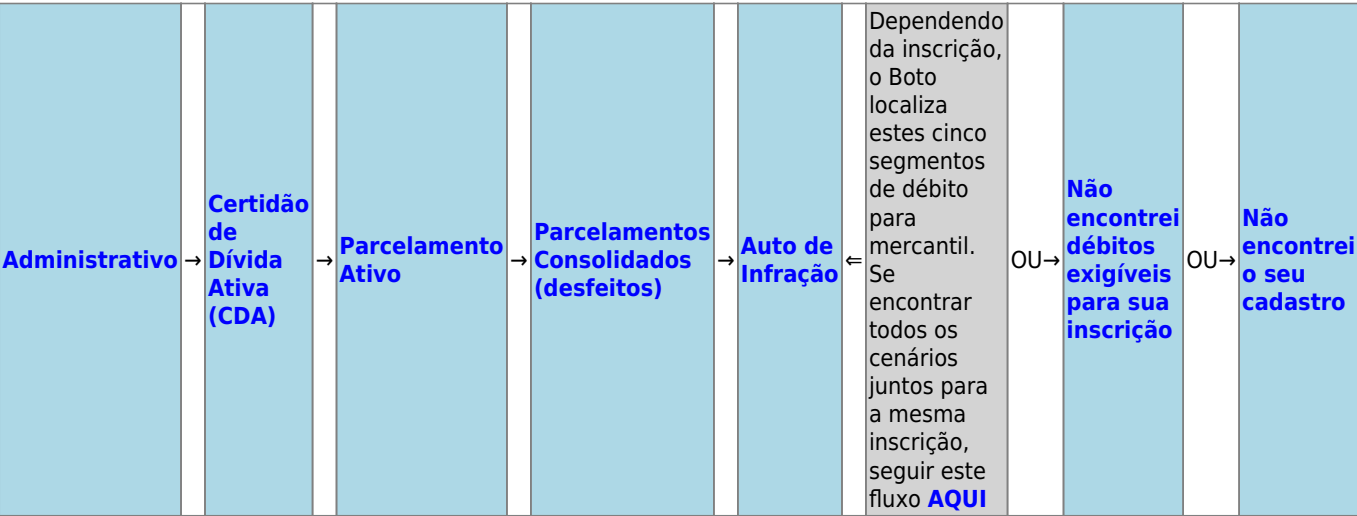 Administrativo
→
Certidão
de
Dívida
Ativa
(CDA)
→
Parcelamento
Ativo
→
Parcelamentos
Consolidados
(desfeitos)
→
Auto de
Infração
⇐
Dependendo
da inscrição,
o Boto
localiza
estes cinco
segmentos
de débito
para
mercantil.
Se
encontrar
todos os
cenários
juntos para
a mesma
inscrição,
seguir este
fluxo AQUI
OU→
Não
encontrei
débitos
exigíveis
para sua
inscrição
OU→
Não
encontrei
o seu
cadastro